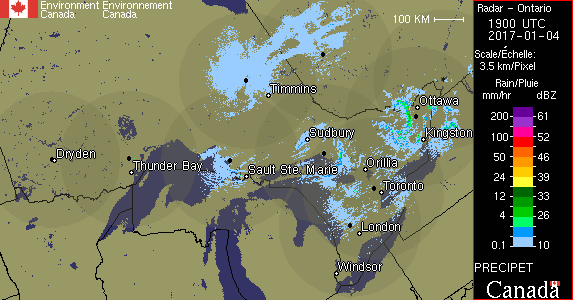 Environment Environnement
Canada Canada
100 KM
Timmins
Ottawa
Sudbury
Kingston
Dryden
Thunder Bay
Sault Ste. Marie
Orillia
Toronto
London
Windsor
Radar – Ontario
1900 UTC
2017-01-04
Scale/Échelle:
3.5 km/Pixel
Rain/Pluie
mm/hr dBZ
200 61
100 52
50 46
24 39
12 33
4 26
1 20
0.1 10
PRECIPET
Canada